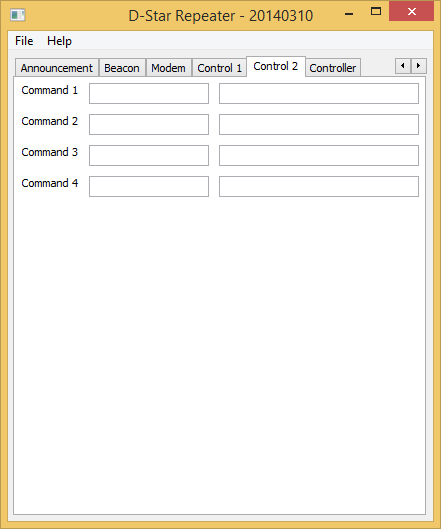 D-Star Repeater - 20140310
File Help
Announcement Beacon Modem Control 1 Control 2 Controller
Command 1
Command 2
Command 3
Command 4